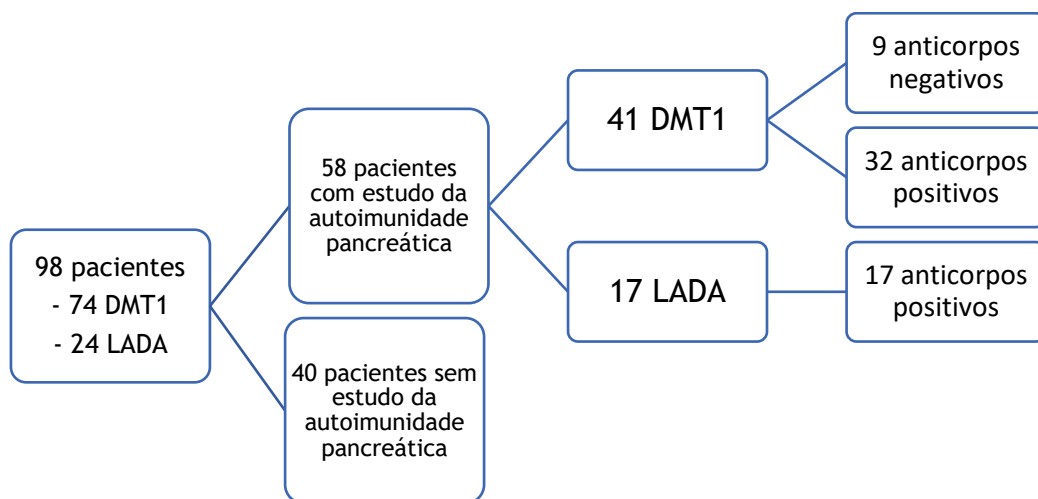 98 pacientes
- 74 DMT1
- 24 LADA
58 pacientes
com estudo da
autoimunidade
pancreática
40 pacientes sem
estudo da
autoimunidade
pancreática
41 DMT1
17 LADA
9 anticorpos
negativos
32 anticorpos
positivos
17 anticorpos
positivos